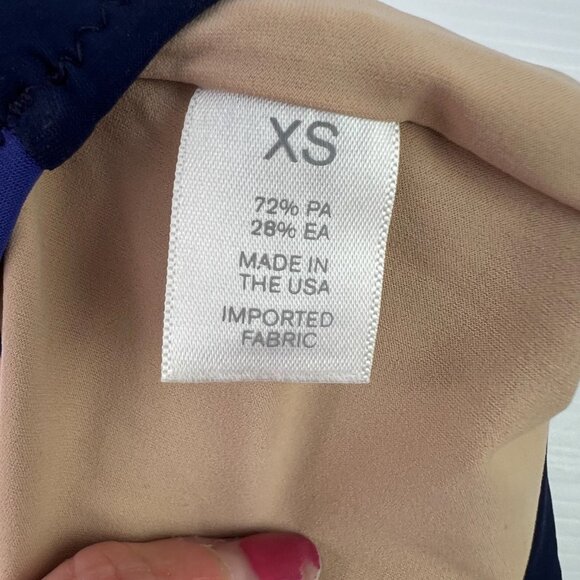 XS
72% PA
28% EA
MADE IN
THE USA
IMPORTED
FABRIC